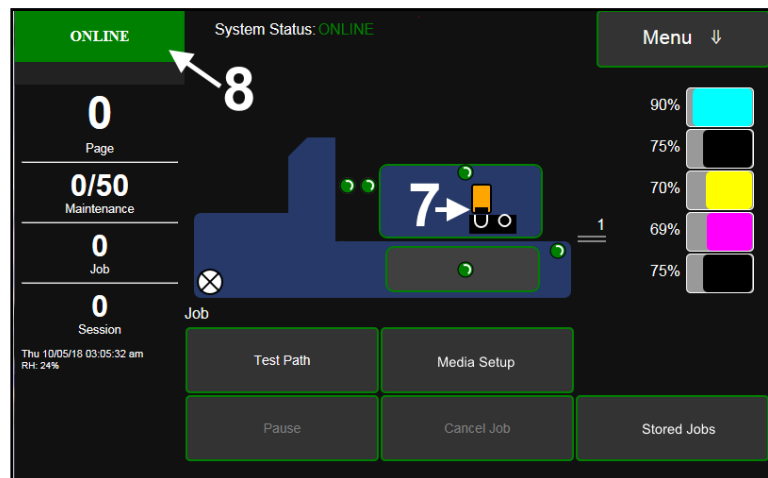 ONLINE
System Status: ONLINE
Menu ⇓
8
0
Page
0/50
Maintenance
0
Job
0
Session
Thu 10/05/18 03:05:32 am
RH: 24%
7
1
90%
75%
70%
69%
75%
Job
Test Path
Media Setup
Pause
Cancel Job
Stored Jobs